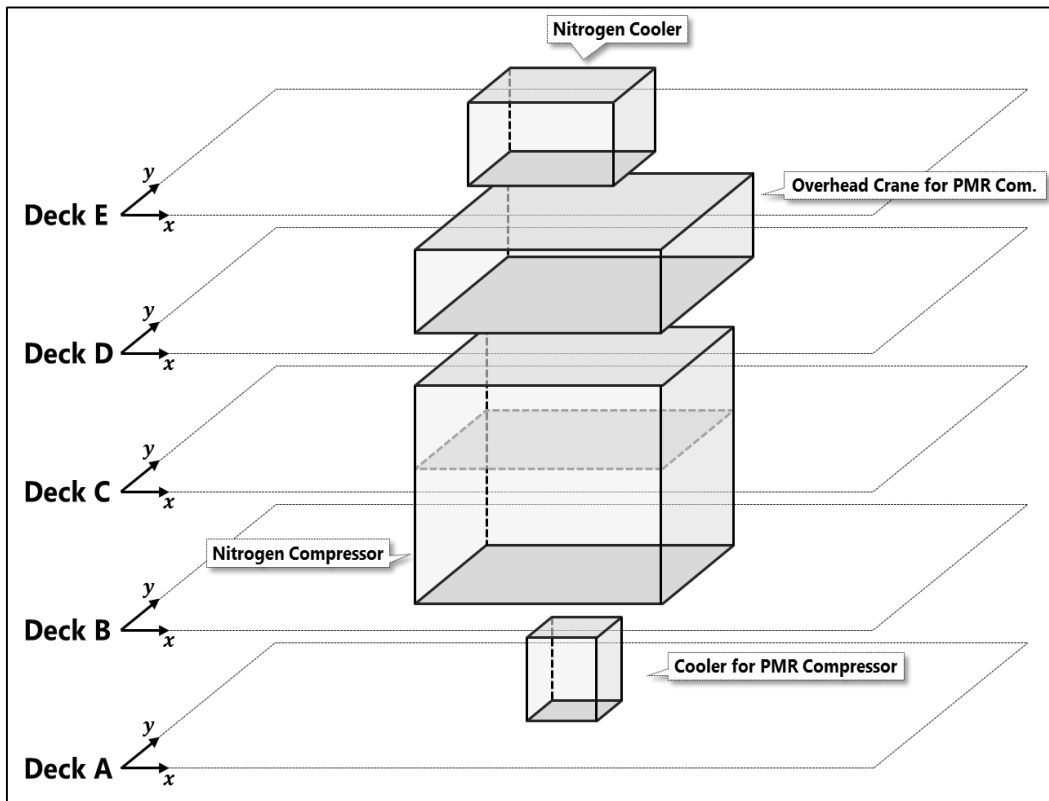 Nitrogen Cooler
y
Overhead Crane for PMR Com.
Deck E
x
y
Deck D
x
y
Deck C
x
Nitrogen Compressor
y
Deck B
x
Cooler for PMR Compressor
y
Deck A
x